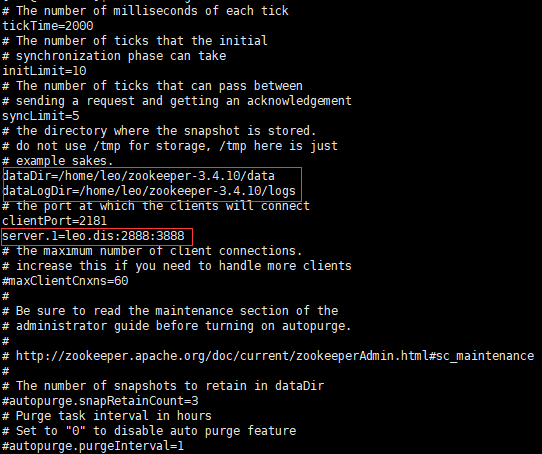 # The number of milliseconds of each tick
tickTime=2000
# The number of ticks that the initial
# synchronization phase can take
initLimit=10
# The number of ticks that can pass between
# sending a request and getting an acknowledgement
syncLimit=5
# the directory where the snapshot is stored.
# do not use /tmp for storage, /tmp here is just
# example sakes.
dataDir=/home/leo/zookeeper-3.4.10/data
dataLogDir=/home/leo/zookeeper-3.4.10/logs
# the port at which the clients will connect
clientPort=2181
server.1=leo.dis:2888:3888
# the maximum number of client connections.
# increase this if you need to handle more clients
#maxClientCnxns=60
#
# Be sure to read the maintenance section of the
# administrator guide before turning on autopurge.
#
# http://zookeeper.apache.org/doc/current/zookeeperAdmin.html#sc_maintenance
#
# The number of snapshots to retain in dataDir
#autopurge.snapRetainCount=3
# Purge task interval in hours
# Set to "0" to disable auto purge feature
#autopurge.purgeInterval=1